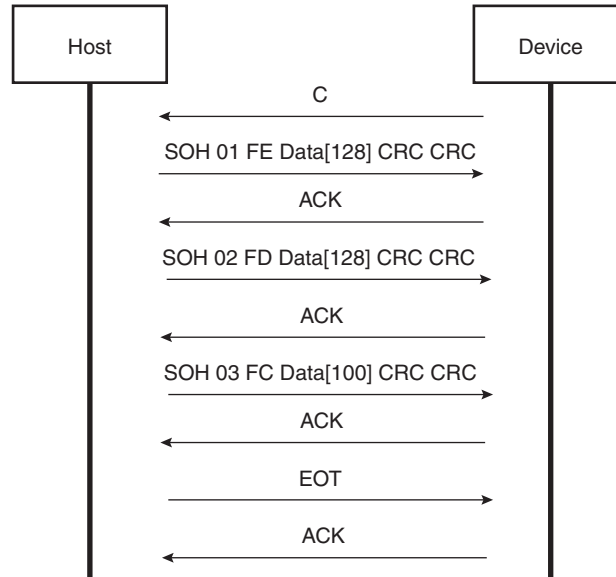 Host
Device
C
SOH 01 FE Data[128] CRC CRC
ACK
SOH 02 FD Data[128] CRC CRC
ACK
SOH 03 FC Data[100] CRC CRC
ACK
EOT
ACK